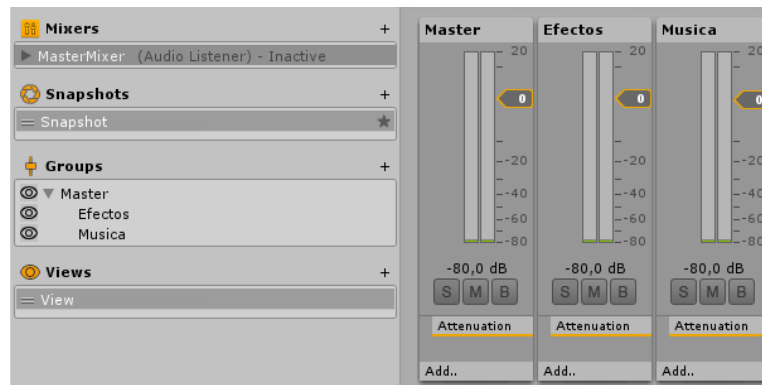 Mixers +
MasterMixer (Audio Listener) - Inactive
Snapshots +
Snapshot
Groups +
Master
Efectos
Musica
Views +
View
Master Efectos Musica
20 20 20
0 0 0
-20 -20 -20
-40 -40 -40
-60 -60 -60
-80 -80 -80
-80,0 dB -80,0 dB -80,0 dB
S M B S M B S M B
Attenuation Attenuation Attenuation
Add.. Add.. Add..